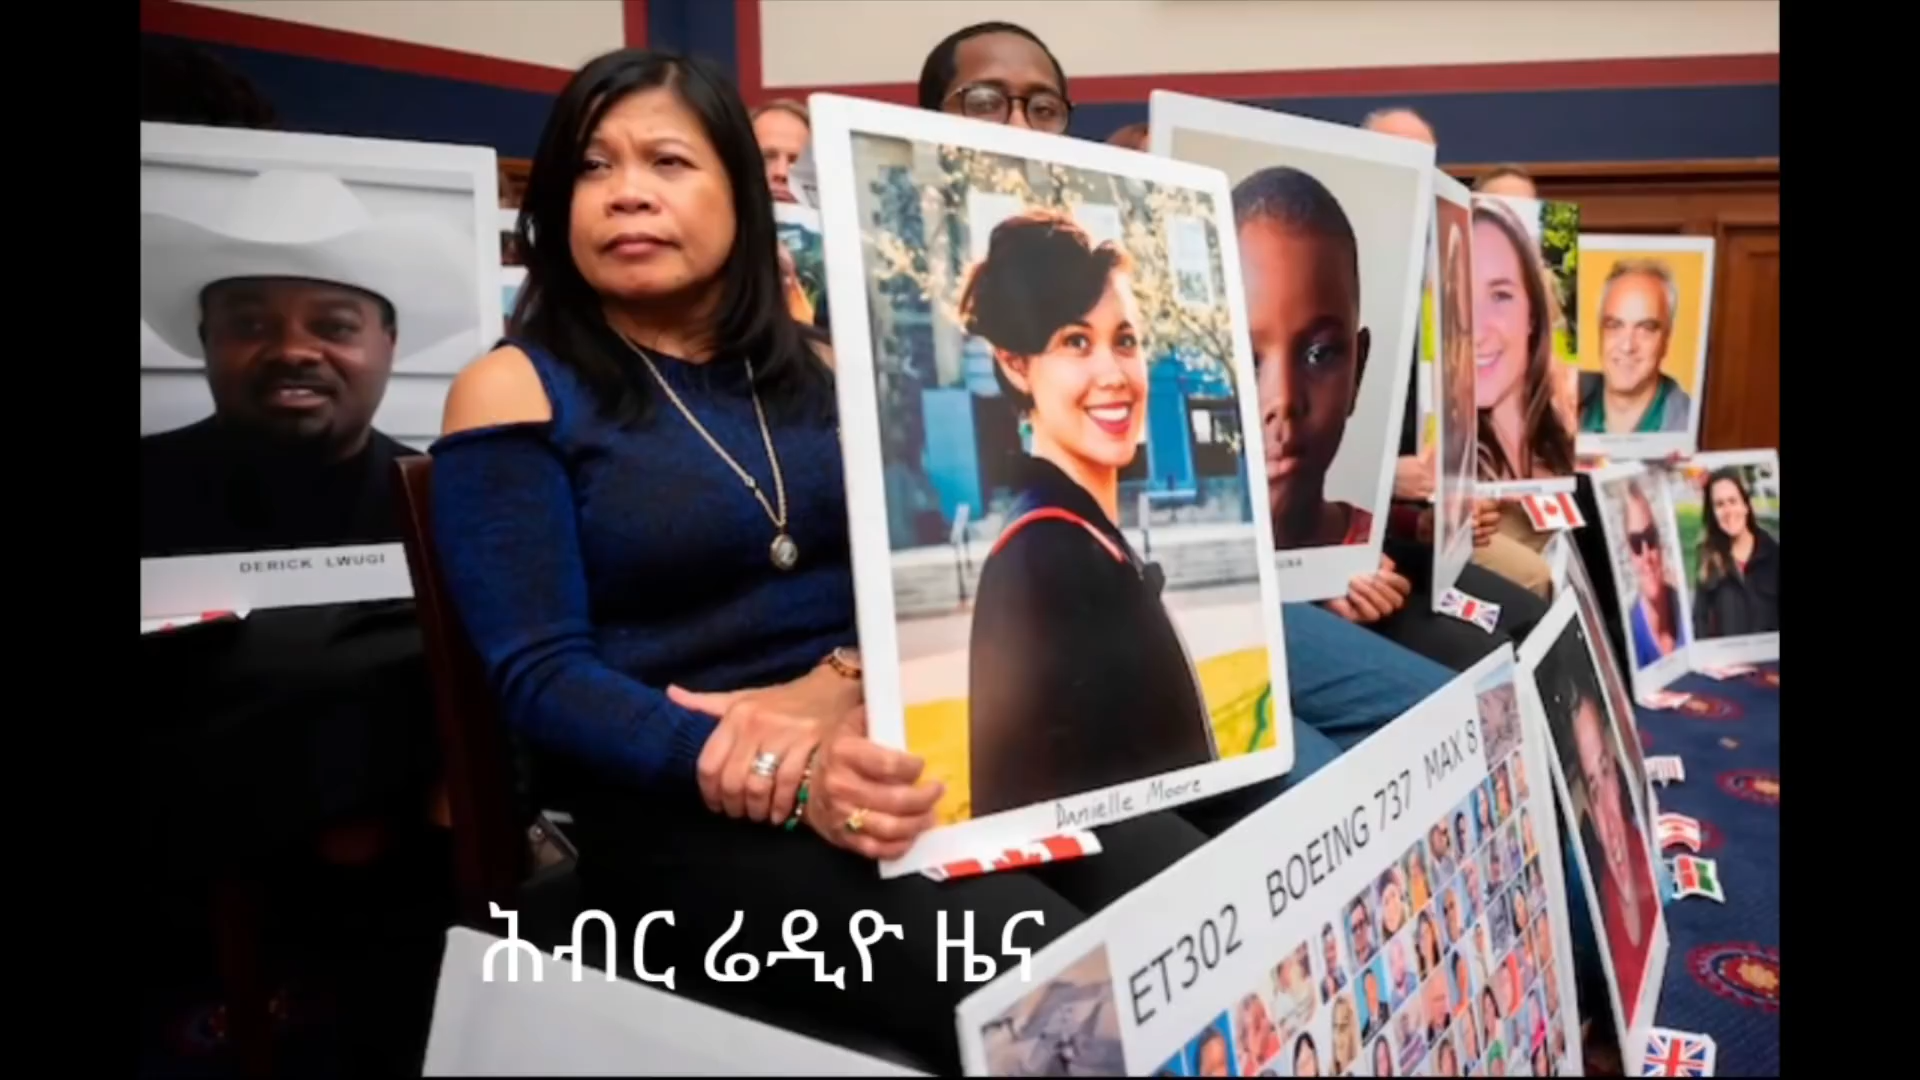 DERICK LWUGI
Danielle Moore
ET302 BOEING 737 MAX 8
ሕብር ሬዲዮ ዜና